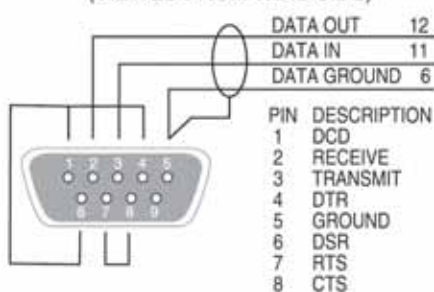 DATA OUT 12
DATA IN 11
DATA GROUND 6
PIN DESCRIPTION
1 DCD
2 RECEIVE
3 TRANSMIT
4 DTR
5 GROUND
6 DSR
7 RTS
8 CTS
1 2 3 4 5
6 7 8 9